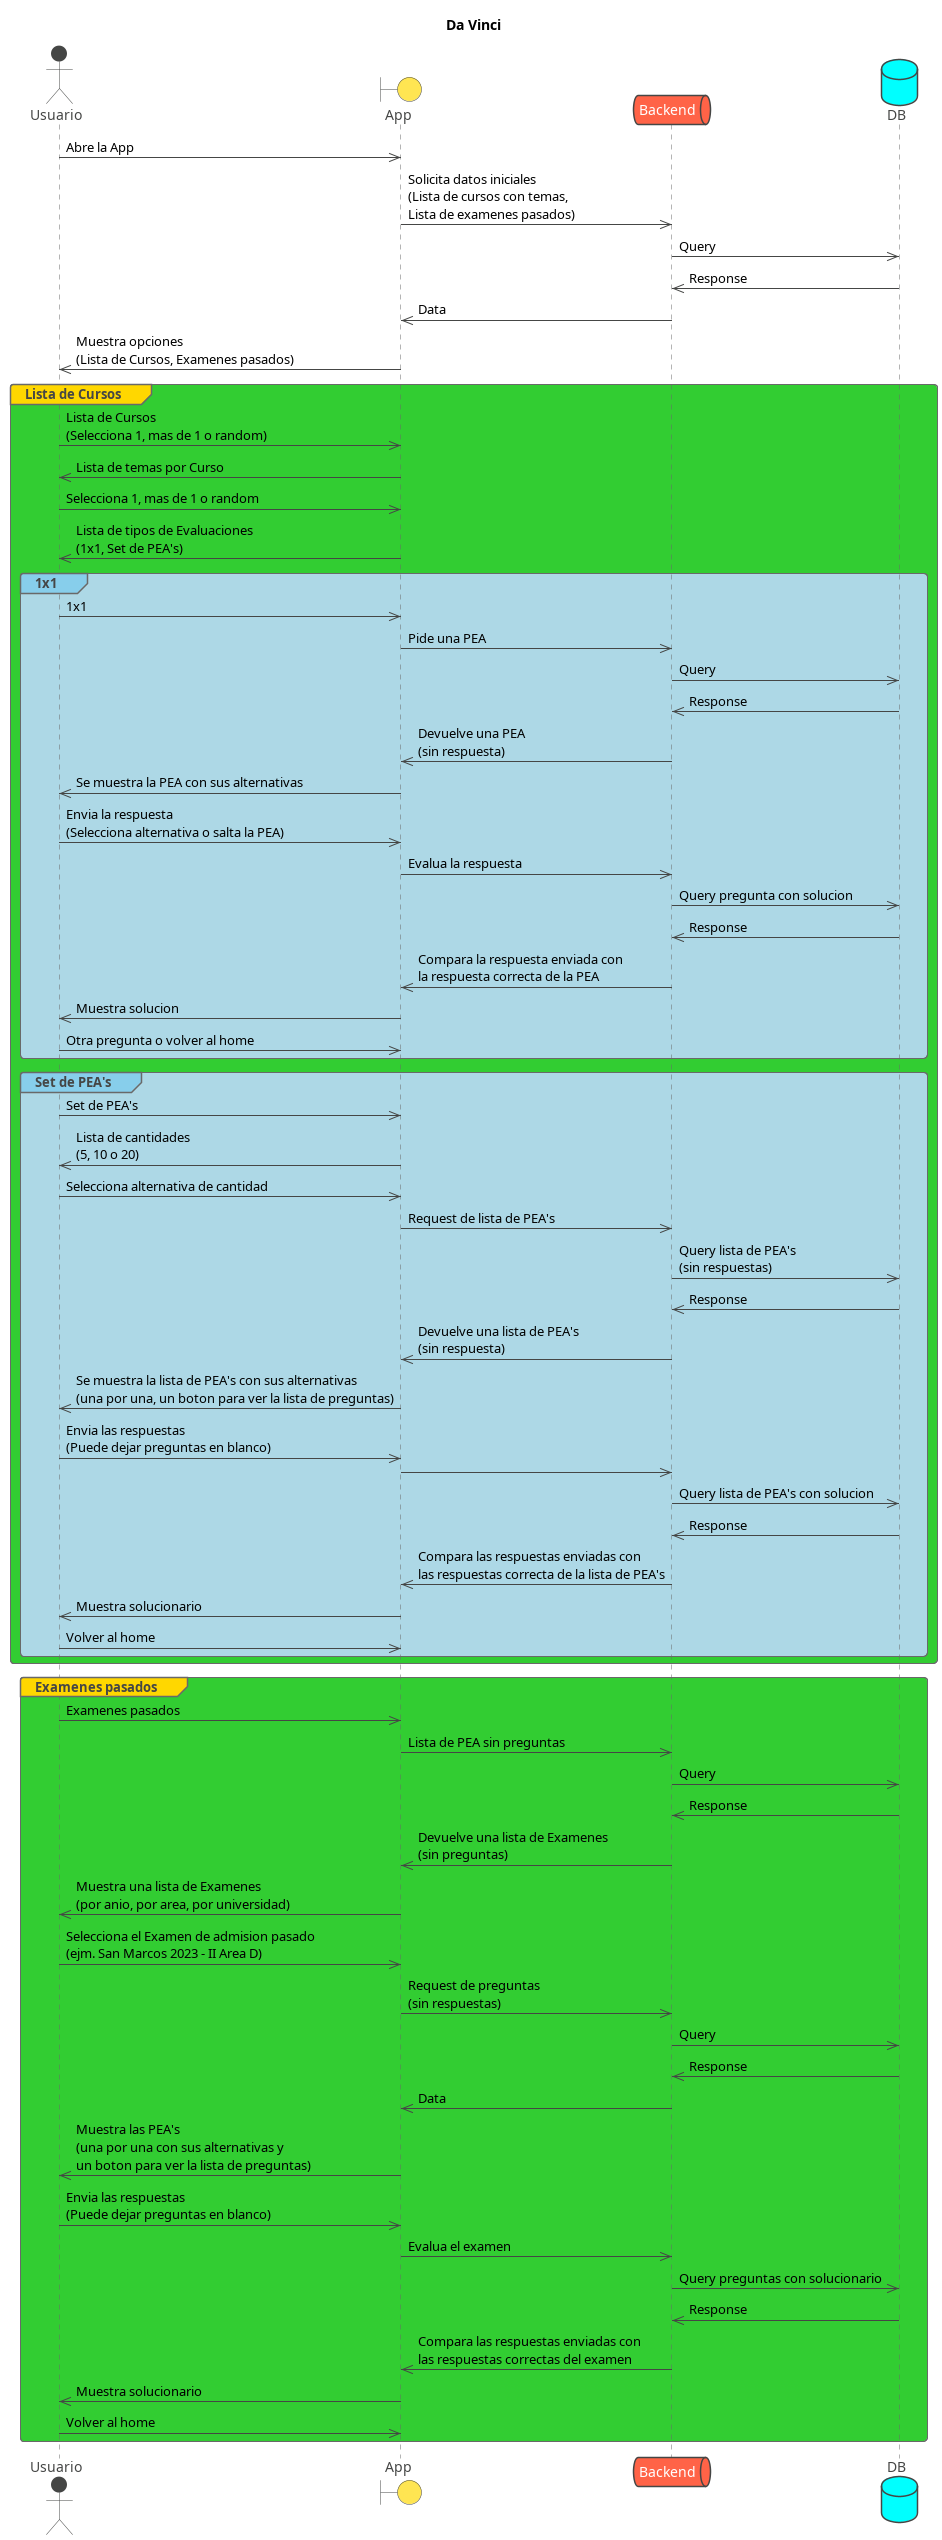 Da Vinci
Usuario
App
Backend
DB
Abre la App
Solicita datos iniciales
(Lista de cursos con temas,
Lista de examenes pasados)
Query
Response
Data
Muestra opciones
(Lista de Cursos, Examenes pasados)
Lista de Cursos
Lista de Cursos
(Selecciona 1, mas de 1 o random)
Lista de temas por Curso
Selecciona 1, mas de 1 o random
Lista de tipos de Evaluaciones
(1x1, Set de PEA's)
1x1
1x1
Pide una PEA
Query
Response
Devuelve una PEA
(sin respuesta)
Se muestra la PEA con sus alternativas
Envia la respuesta
(Selecciona alternativa o salta la PEA)
Evalua la respuesta
Query pregunta con solucion
Response
Compara la respuesta enviada con
la respuesta correcta de la PEA
Muestra solucion
Otra pregunta o volver al home
Set de PEA's
Set de PEA's
Lista de cantidades
(5, 10 o 20)
Selecciona alternativa de cantidad
Request de lista de PEA's
Query lista de PEA's
(sin respuestas)
Response
Devuelve una lista de PEA's
(sin respuesta)
Se muestra la lista de PEA's con sus alternativas
(una por una, un boton para ver la lista de preguntas)
Envia las respuestas
(Puede dejar preguntas en blanco)
Query lista de PEA's con solucion
Response
Compara las respuestas enviadas con
las respuestas correcta de la lista de PEA's
Muestra solucionario
Volver al home
Examenes pasados
Examenes pasados
Lista de PEA sin preguntas
Query
Response
Devuelve una lista de Examenes
(sin preguntas)
Muestra una lista de Examenes
(por anio, por area, por universidad)
Selecciona el Examen de admision pasado
(ejm. San Marcos 2023 - II Area D)
Request de preguntas
(sin respuestas)
Query
Response
Data
Muestra las PEA's
(una por una con sus alternativas y
un boton para ver la lista de preguntas)
Envia las respuestas
(Puede dejar preguntas en blanco)
Evalua el examen
Query preguntas con solucionario
Response
Compara las respuestas enviadas con
las respuestas correctas del examen
Muestra solucionario
Volver al home
Usuario
App
Backend
DB